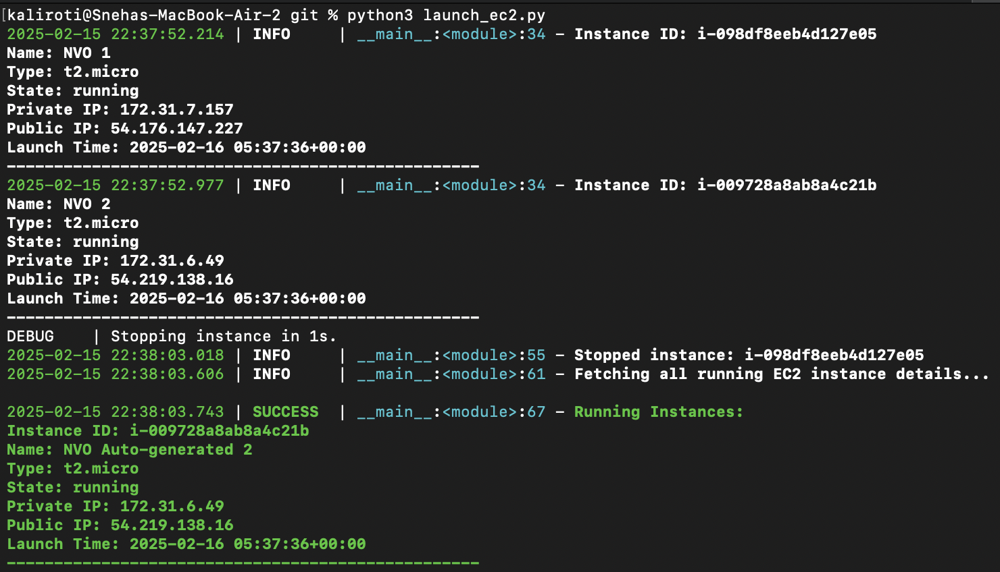 [kaliroti@Snehas-MacBook-Air-2 git % python3 launch_ec2.py
2025-02-15 22:37:52.214 | INFO     | __main__:<module>:34 - Instance ID: i-098df8eeb4d127e05
Name: NVO 1
Type: t2.micro
State: running
Private IP: 172.31.7.157
Public IP: 54.176.147.227
Launch Time: 2025-02-16 05:37:36+00:00
--------------------------------------------------
2025-02-15 22:37:52.977 | INFO     | __main__:<module>:34 - Instance ID: i-009728a8ab8a4c21b
Name: NVO 2
Type: t2.micro
State: running
Private IP: 172.31.6.49
Public IP: 54.219.138.16
Launch Time: 2025-02-16 05:37:36+00:00
--------------------------------------------------
DEBUG    | Stopping instance in 1s.
2025-02-15 22:38:03.018 | INFO     | __main__:<module>:55 - Stopped instance: i-098df8eeb4d127e05
2025-02-15 22:38:03.606 | INFO     | __main__:<module>:61 - Fetching all running EC2 instance details...
2025-02-15 22:38:03.743 | SUCCESS  | __main__:<module>:67 - Running Instances:
Instance ID: i-009728a8ab8a4c21b
Name: NVO Auto-generated 2
Type: t2.micro
State: running
Private IP: 172.31.6.49
Public IP: 54.219.138.16
Launch Time: 2025-02-16 05:37:36+00:00
--------------------------------------------------